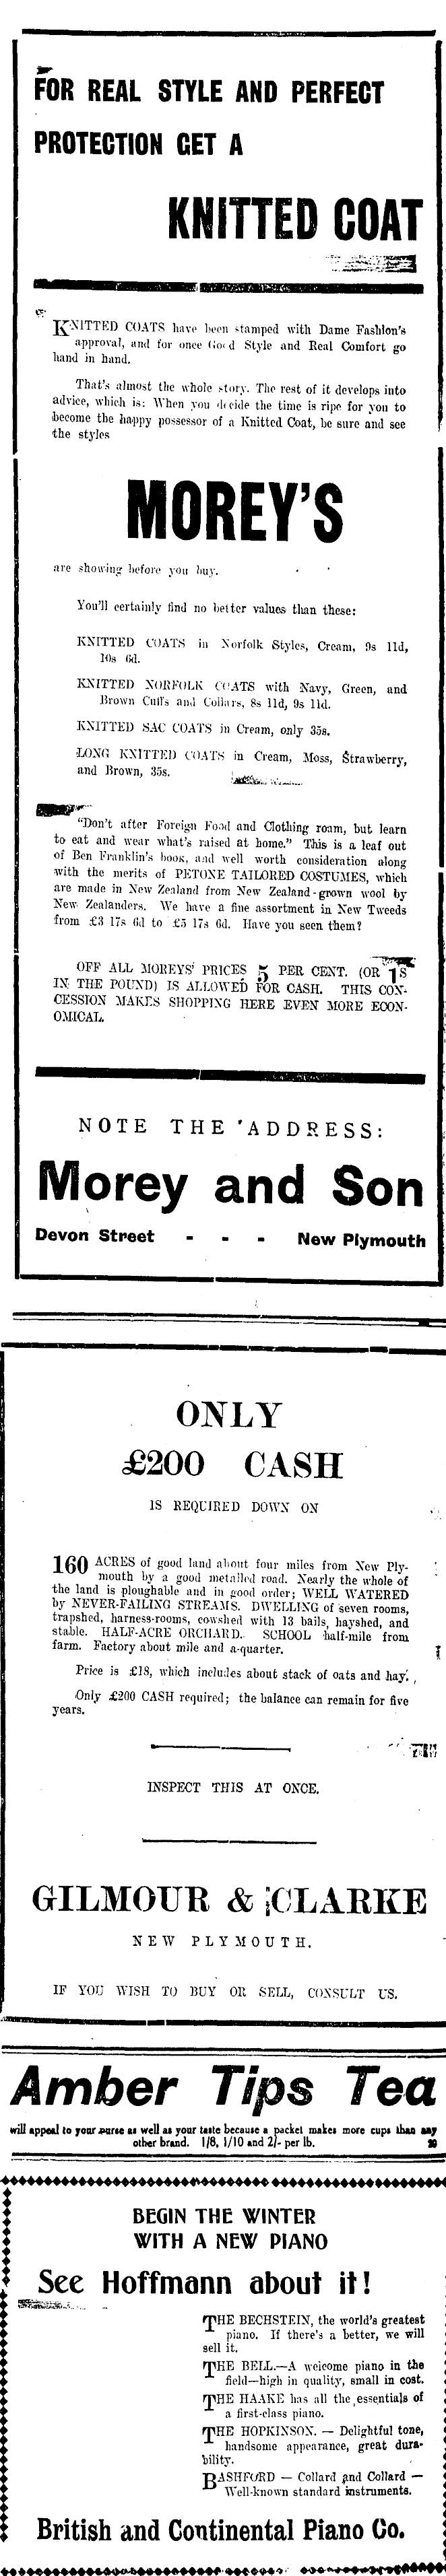 FOR REAL STYLE AND PERFECT
PROTECTION GET A
KNITTED COAT
KNITTED COATS have been stamped with Dame Fashion's
approval, and for once Good Style and Real Comfort go
hand in hand.
That's almost the whole story. The rest of it develops into
advice, which is: When you decide the time is ripe for you to
become the happy possessor of a Knitted Coat, be sure and see
the styles
MOREY'S
are showing before you buy.
You'll certainly find no better values than these:
KNITTED COATS in Norfolk Styles, Cream, 9s 11d,
10s 6d.
KNITTED NORFOLK COATS with Navy, Green, and
Brown Cuffs and Collars, 8s 11d, 9s 11d.
KNITTED SAC COATS in Cream, only 35s.
LONG KNITTED COATS in Cream, Moss, Strawberry,
and Brown, 35s.
"Don't after Foreign Food and Clothing roam, but learn
to eat and wear what's raised at home." This is a leaf out
of Ben Franklin's book, and well worth consideration along
with the merits of PETONE TAILORED COSTUMES, which
are made in New Zealand from New Zealand-grown wool by
New Zealanders. We have a fine assortment in New Tweeds
from £3 17s 6d to £5 17s 6d. Have you seen them?
OFF ALL MOREYS' PRICES 5 PER CENT. (OR 1S
IN THE POUND) IS ALLOWED FOR CASH. THIS CON-
CESSION MAKES SHOPPING HERE EVEN MORE ECON-
OMICAL.
NOTE THE ADDRESS:
Morey and Son
Devon Street - - - New Plymouth
ONLY
£200 CASH
IS REQUIRED DOWN ON
160 ACRES of good land about four miles from New Ply-
mouth by a good metalled road. Nearly the whole of
the land is ploughable and in good order; WELL WATERED
by NEVER-FAILING STREAMS. DWELLING of seven rooms,
trapshed, harness-rooms, cowshed with 13 bails, hayshed, and
stable. HALF-ACRE ORCHARD. SCHOOL half-mile from
farm. Factory about mile and a-quarter.
Price is £18, which includes about stack of oats and hay.
Only £200 CASH required; the balance can remain for five
years.
INSPECT THIS AT ONCE.
GILMOUR & CLARKE
NEW PLYMOUTH.
IF YOU WISH TO BUY OR SELL, CONSULT US.
Amber Tips Tea
will appeal to your purse as well as your taste because a packet makes more cups than any
other brand. 1/8, 1/10 and 2/- per lb.
BEGIN THE WINTER
WITH A NEW PIANO
See Hoffmann about it!
THE BECHSTEIN, the world's greatest
piano. If there's a better, we will
sell it.
THE BELL.—A welcome piano in the
field—high in quality, small in cost.
THE HAAKE has all the essentials of
a first-class piano.
THE HOPKINSON. — Delightful tone,
handsome appearance, great dura-
bility.
BASHFORD — Collard and Collard —
Well-known standard instruments.
British and Continental Piano Co.